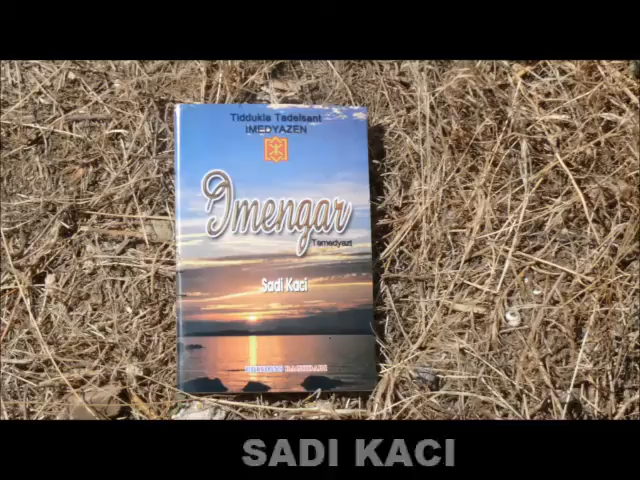 Tiddukla Tadelsant
IMEDYAZEN
Imengar
Tamedyazt
Sadi Kaci
SADI KACI